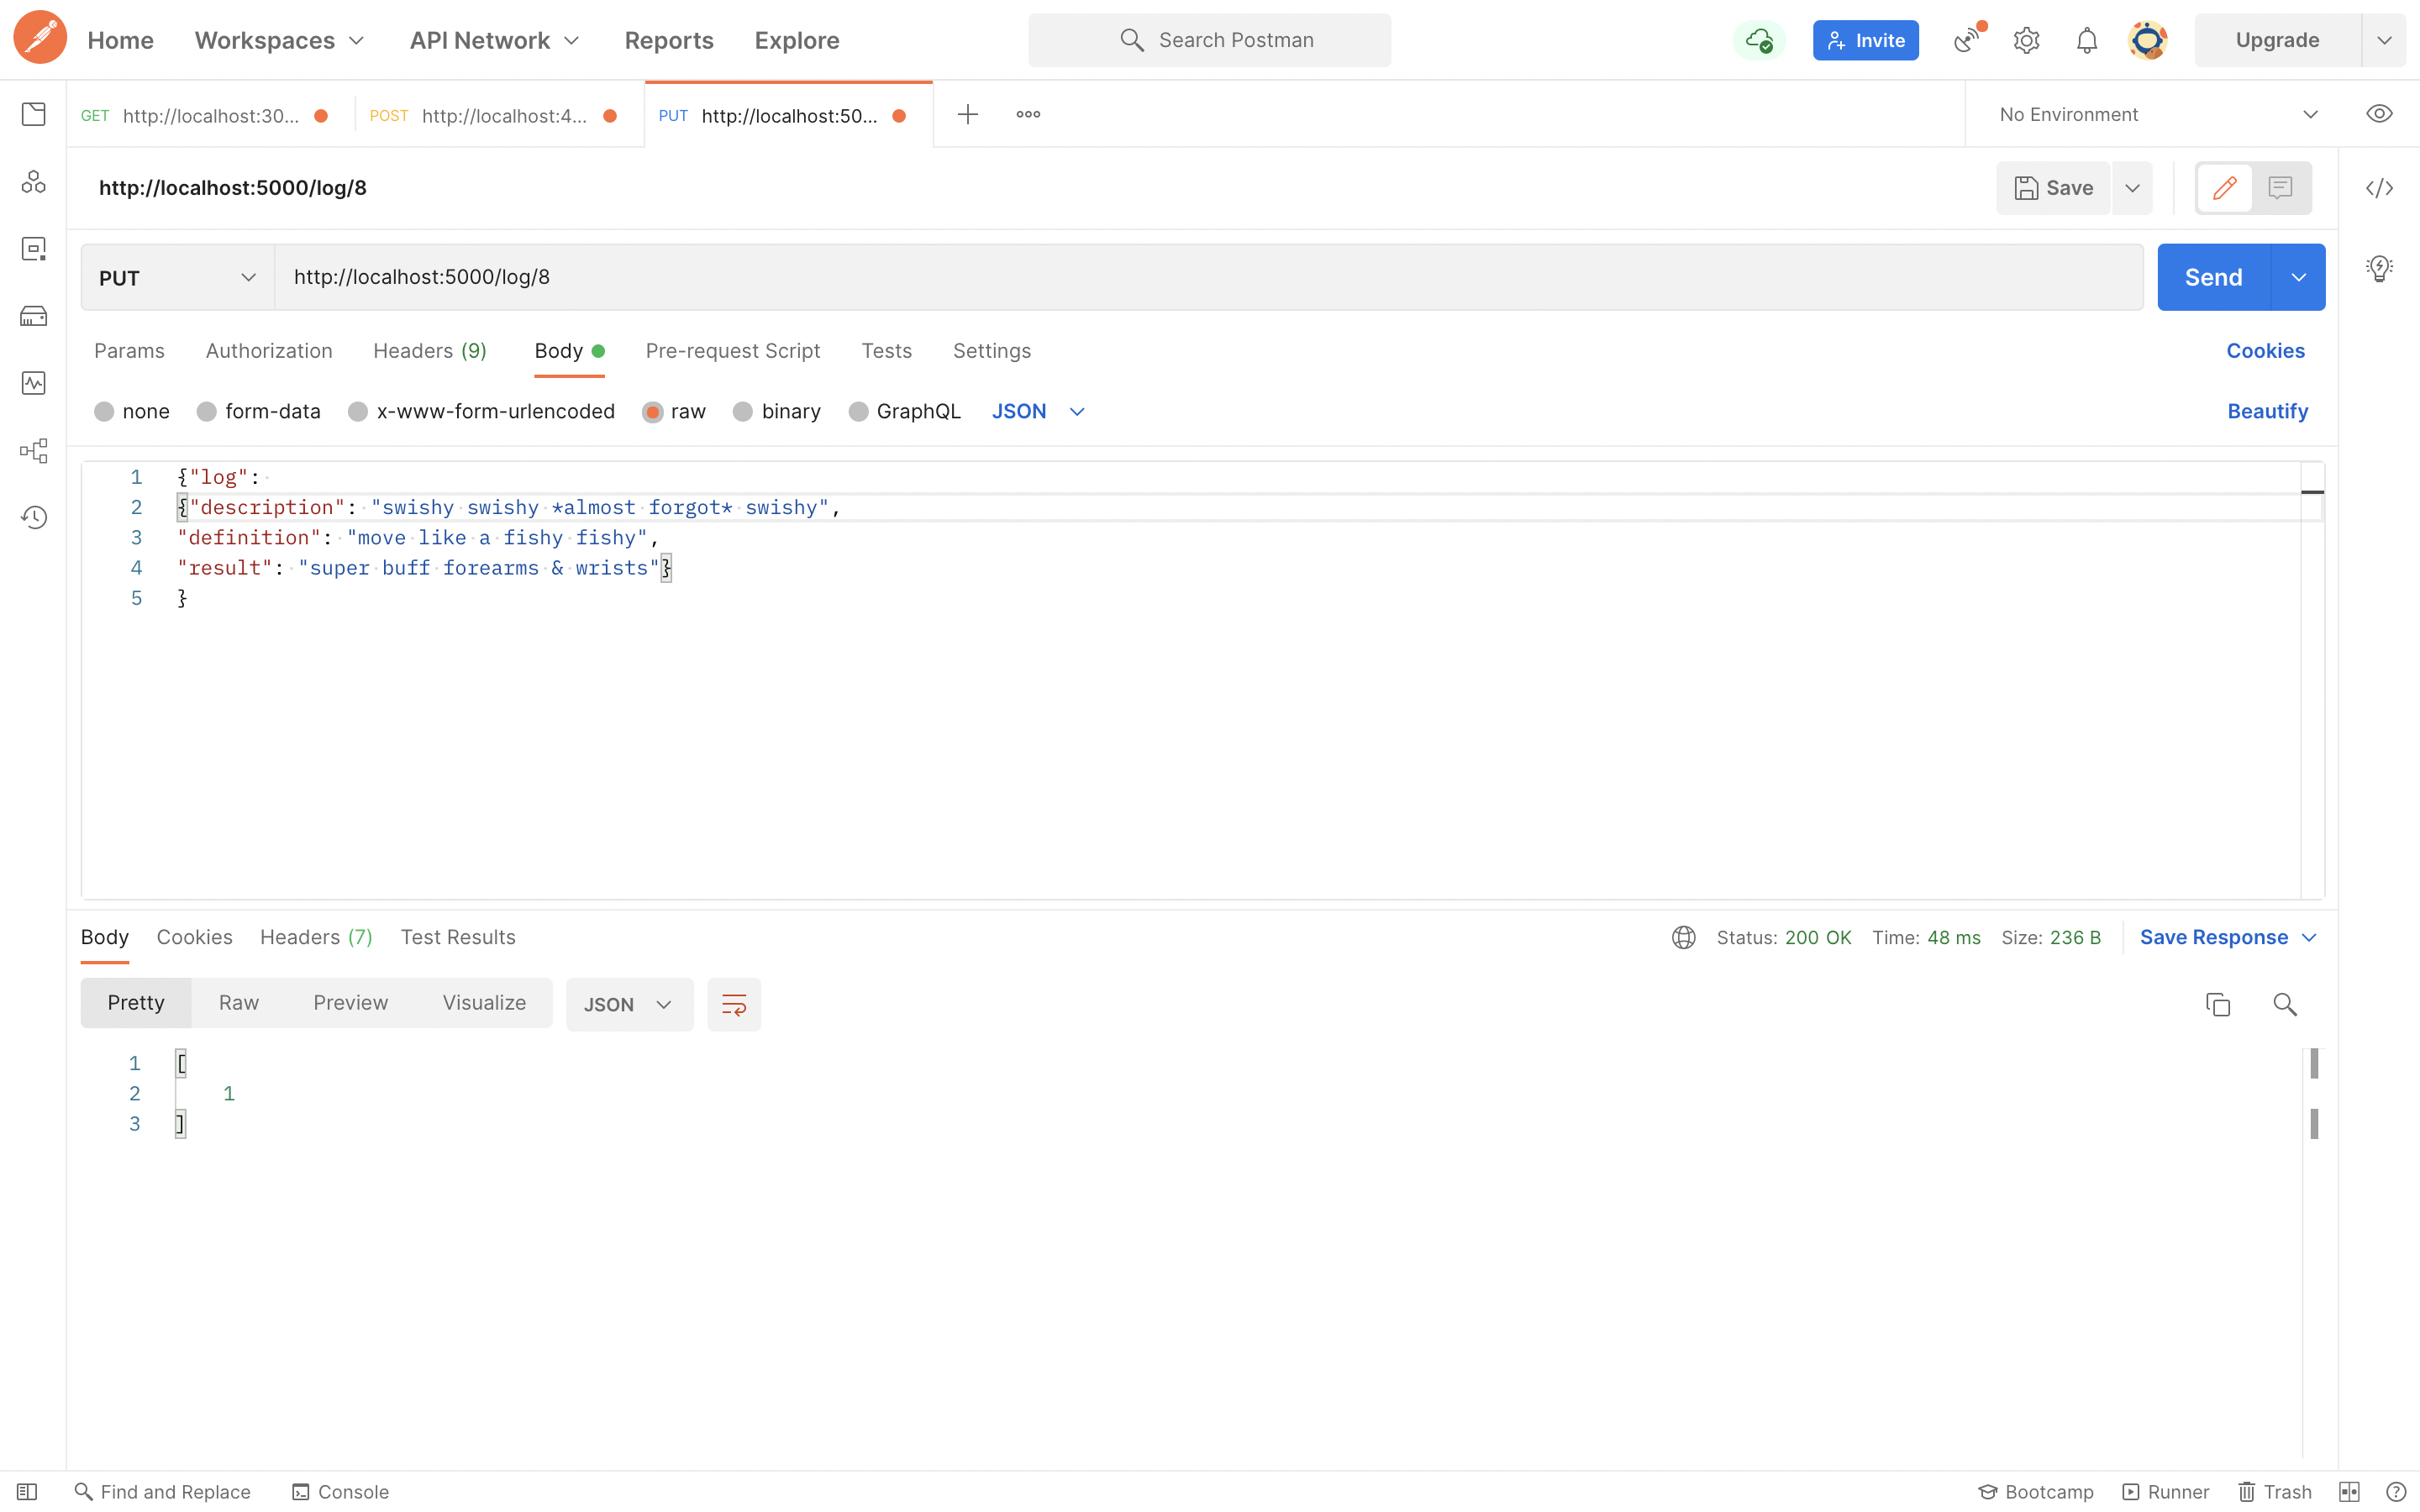 Home Workspaces API Network Reports Explore Search Postman Invite Upgrade
GET http://localhost:30... POST http://localhost:4... PUT http://localhost:50... No Environment
http://localhost:5000/log/8 Save
PUT http://localhost:5000/log/8 Send
Params Authorization Headers (9) Body Pre-request Script Tests Settings Cookies
none form-data x-www-form-urlencoded raw binary GraphQL JSON Beautify
1 {"log":
2 {"description": "swishy swishy *almost forgot* swishy",
3 "definition": "move like a fishy fishy",
4 "result": "super buff forearms & wrists"}
5 }
Body Cookies Headers (7) Test Results Status: 200 OK Time: 48 ms Size: 236 B Save Response
Pretty Raw Preview Visualize JSON
1 [
2 1
3 ]
Find and Replace Console Bootcamp Runner Trash